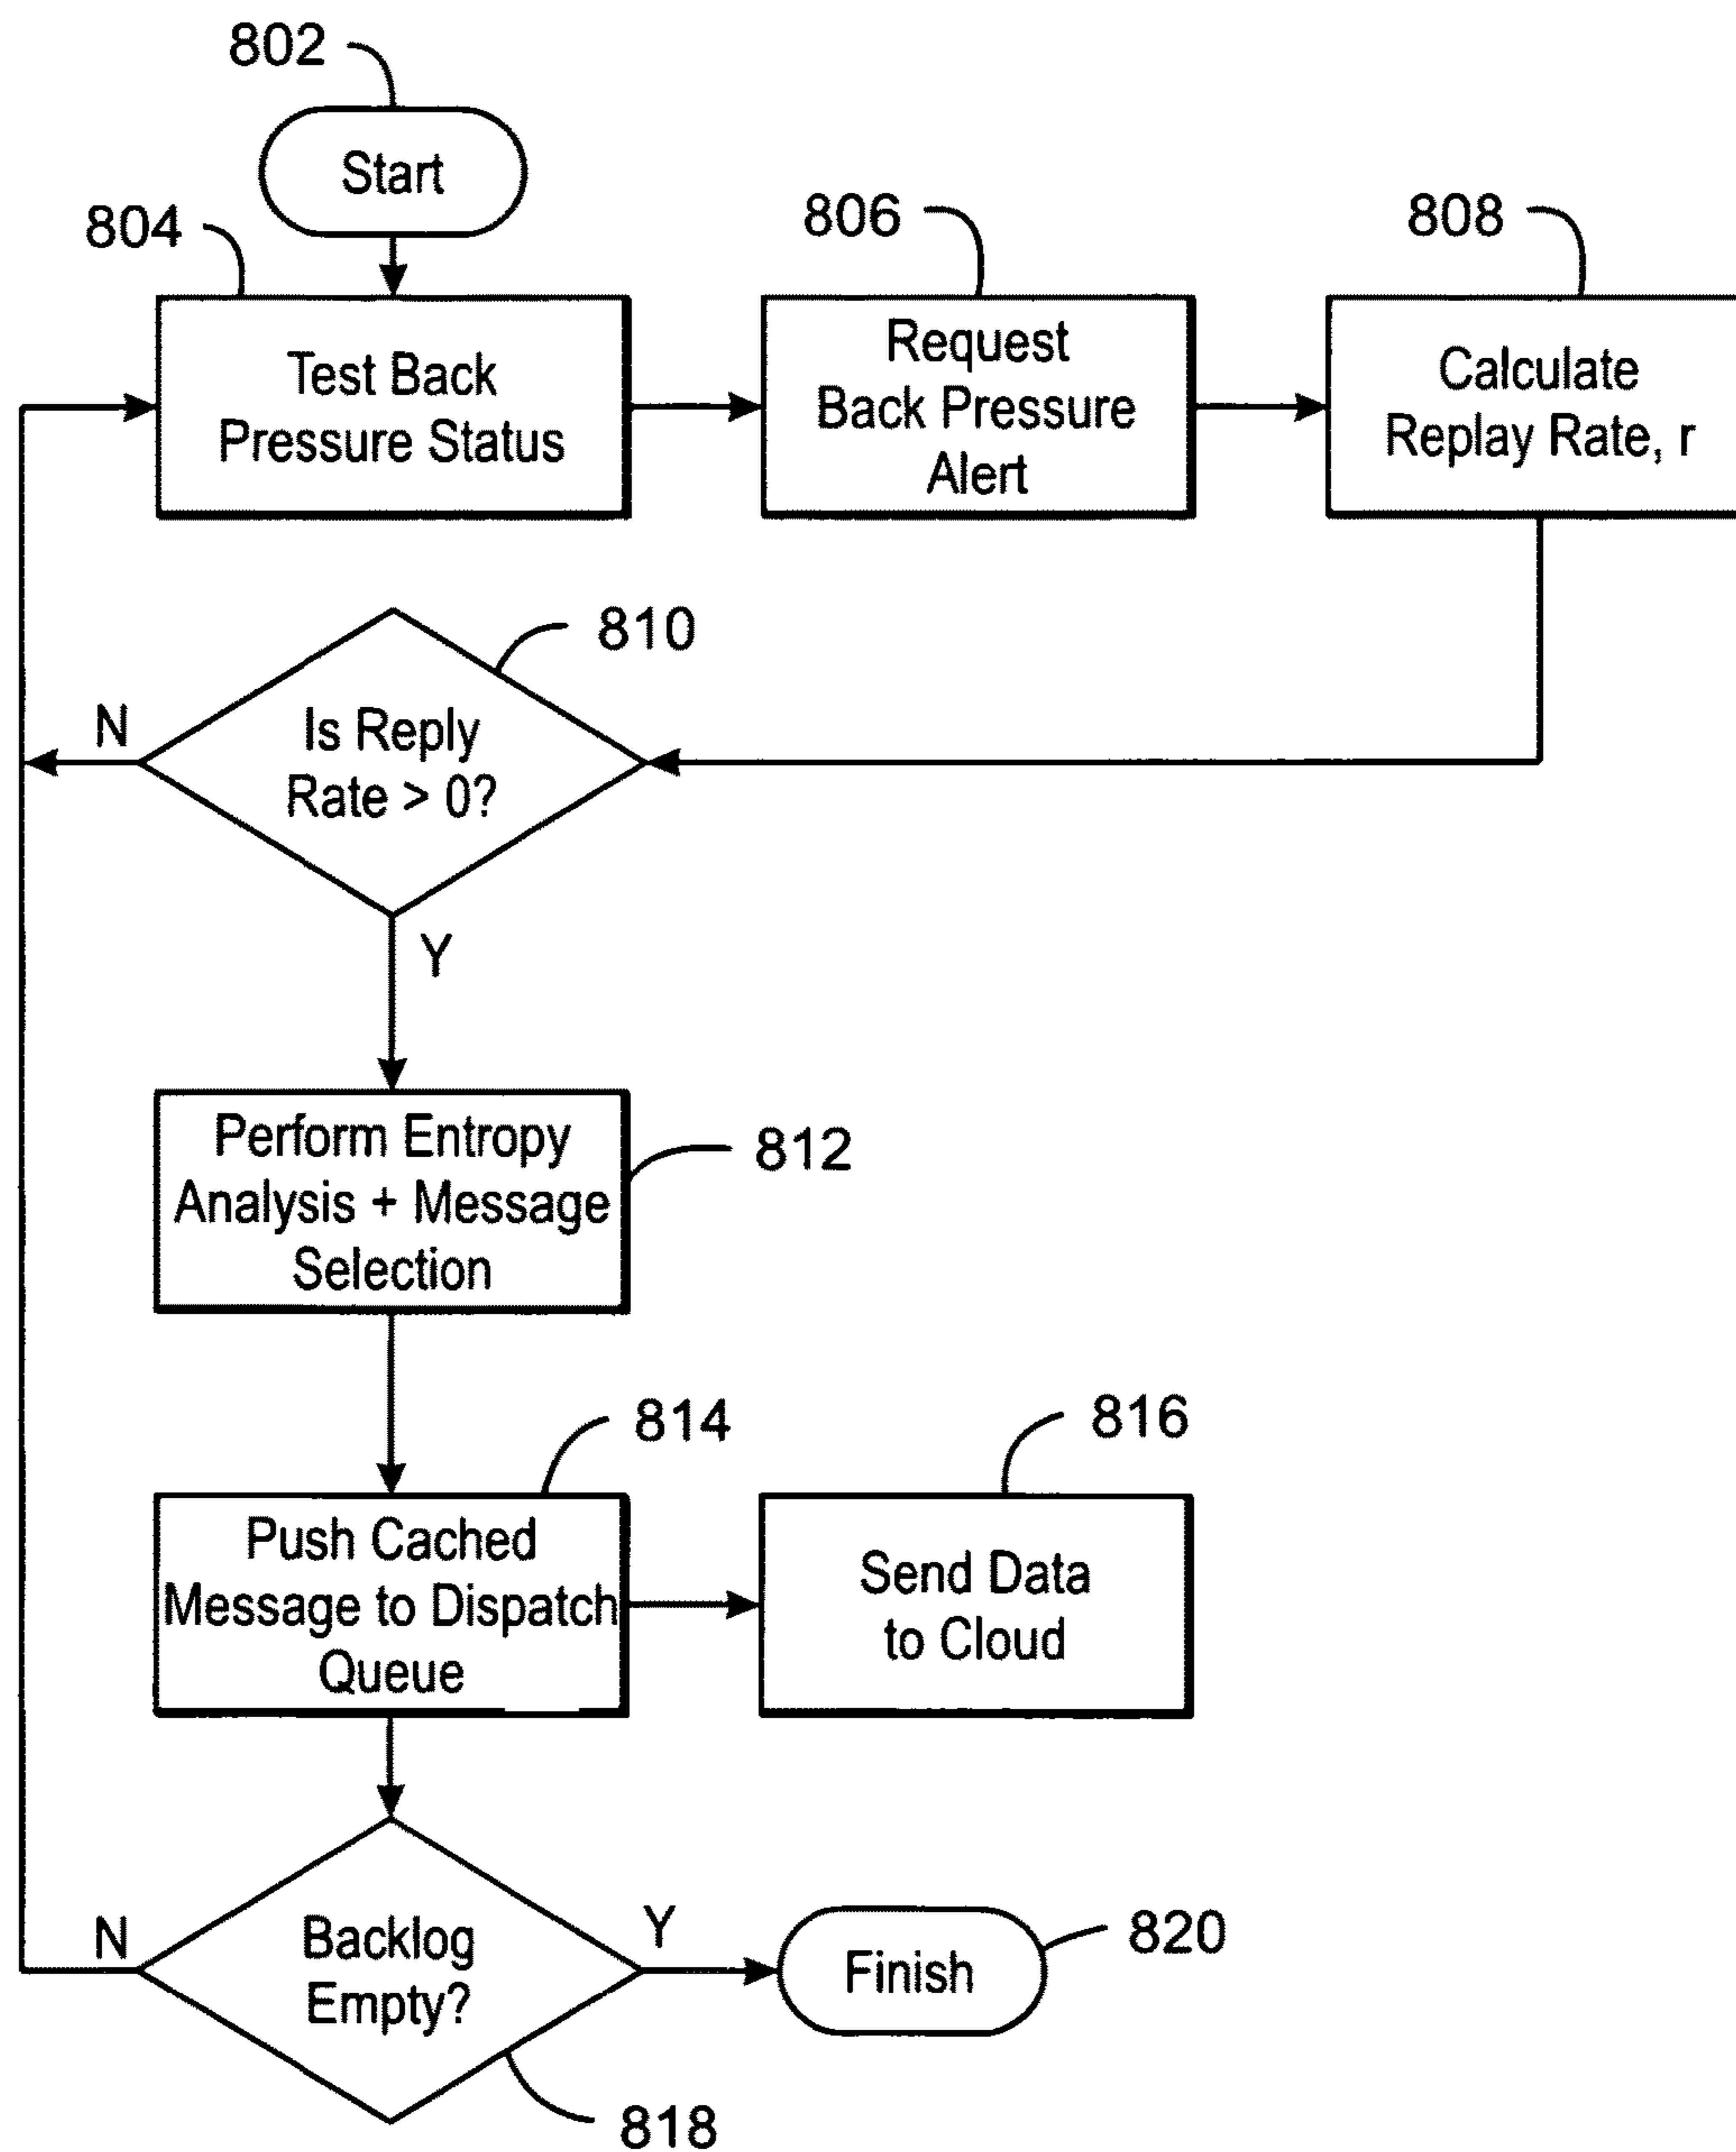 802
Start
804
Test Back
Pressure Status
806
Request
Back Pressure
Alert
808
Calculate
Replay Rate, r
810
Is Reply
Rate > 0?
N
Y
Perform Entropy
Analysis + Message
Selection
812
814
Push Cached
Message to Dispatch
Queue
816
Send Data
to Cloud
Backlog
Empty?
N
Y
818
Finish
820